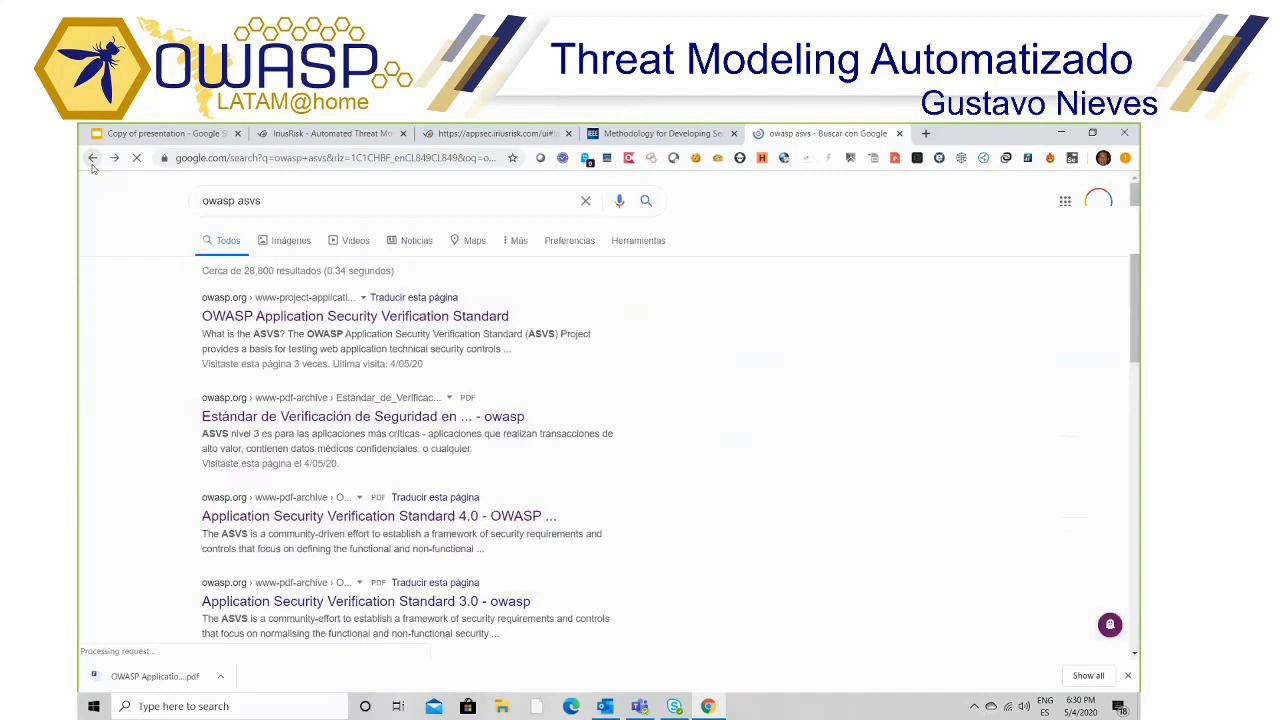 OWASP
LATAM@home
Threat Modeling Automatizado
Gustavo Nieves
Copy of presentation - Google S
IriusRisk - Automated Threat Mo
https://appsec.iriusrisk.com/ui#!
Methodology for Developing Se
owasp asvs - Buscar con Google
google.com/search?q=owasp+asvs&rlz=1C1CHBF_enCL849CL849&oq=o...
owasp asvs
Todos
Imágenes
Videos
Noticias
Maps
Más
Preferencias
Herramientas
Cerca de 28,800 resultados (0.34 segundos)
owasp.org › www-project-applicati... Traducir esta página
OWASP Application Security Verification Standard
What is the ASVS? The OWASP Application Security Verification Standard (ASVS) Project
provides a basis for testing web application technical security controls ...
Visitaste esta página 3 veces. Última visita: 4/05/20
owasp.org › www-pdf-archive › Estándar_de_Verificac... PDF
Estándar de Verificación de Seguridad en ... - owasp
ASVS nivel 3 es para las aplicaciones más críticas - aplicaciones que realizan transacciones de
alto valor, contienen datos médicos confidenciales, o cualquier.
Visitaste esta página el 4/05/20.
owasp.org › www-pdf-archive › O... PDF Traducir esta página
Application Security Verification Standard 4.0 - OWASP ...
The ASVS is a community-driven effort to establish a framework of security requirements and
controls that focus on defining the functional and non-functional ...
owasp.org › www-pdf-archive › O... PDF Traducir esta página
Application Security Verification Standard 3.0 - owasp
The ASVS is a community-effort to establish a framework of security requirements and controls
that focus on normalising the functional and non-functional security ...
Processing request...
OWASP Applicatio....pdf
Show all
Type here to search
ENG
ES
6:30 PM
5/4/2020
18